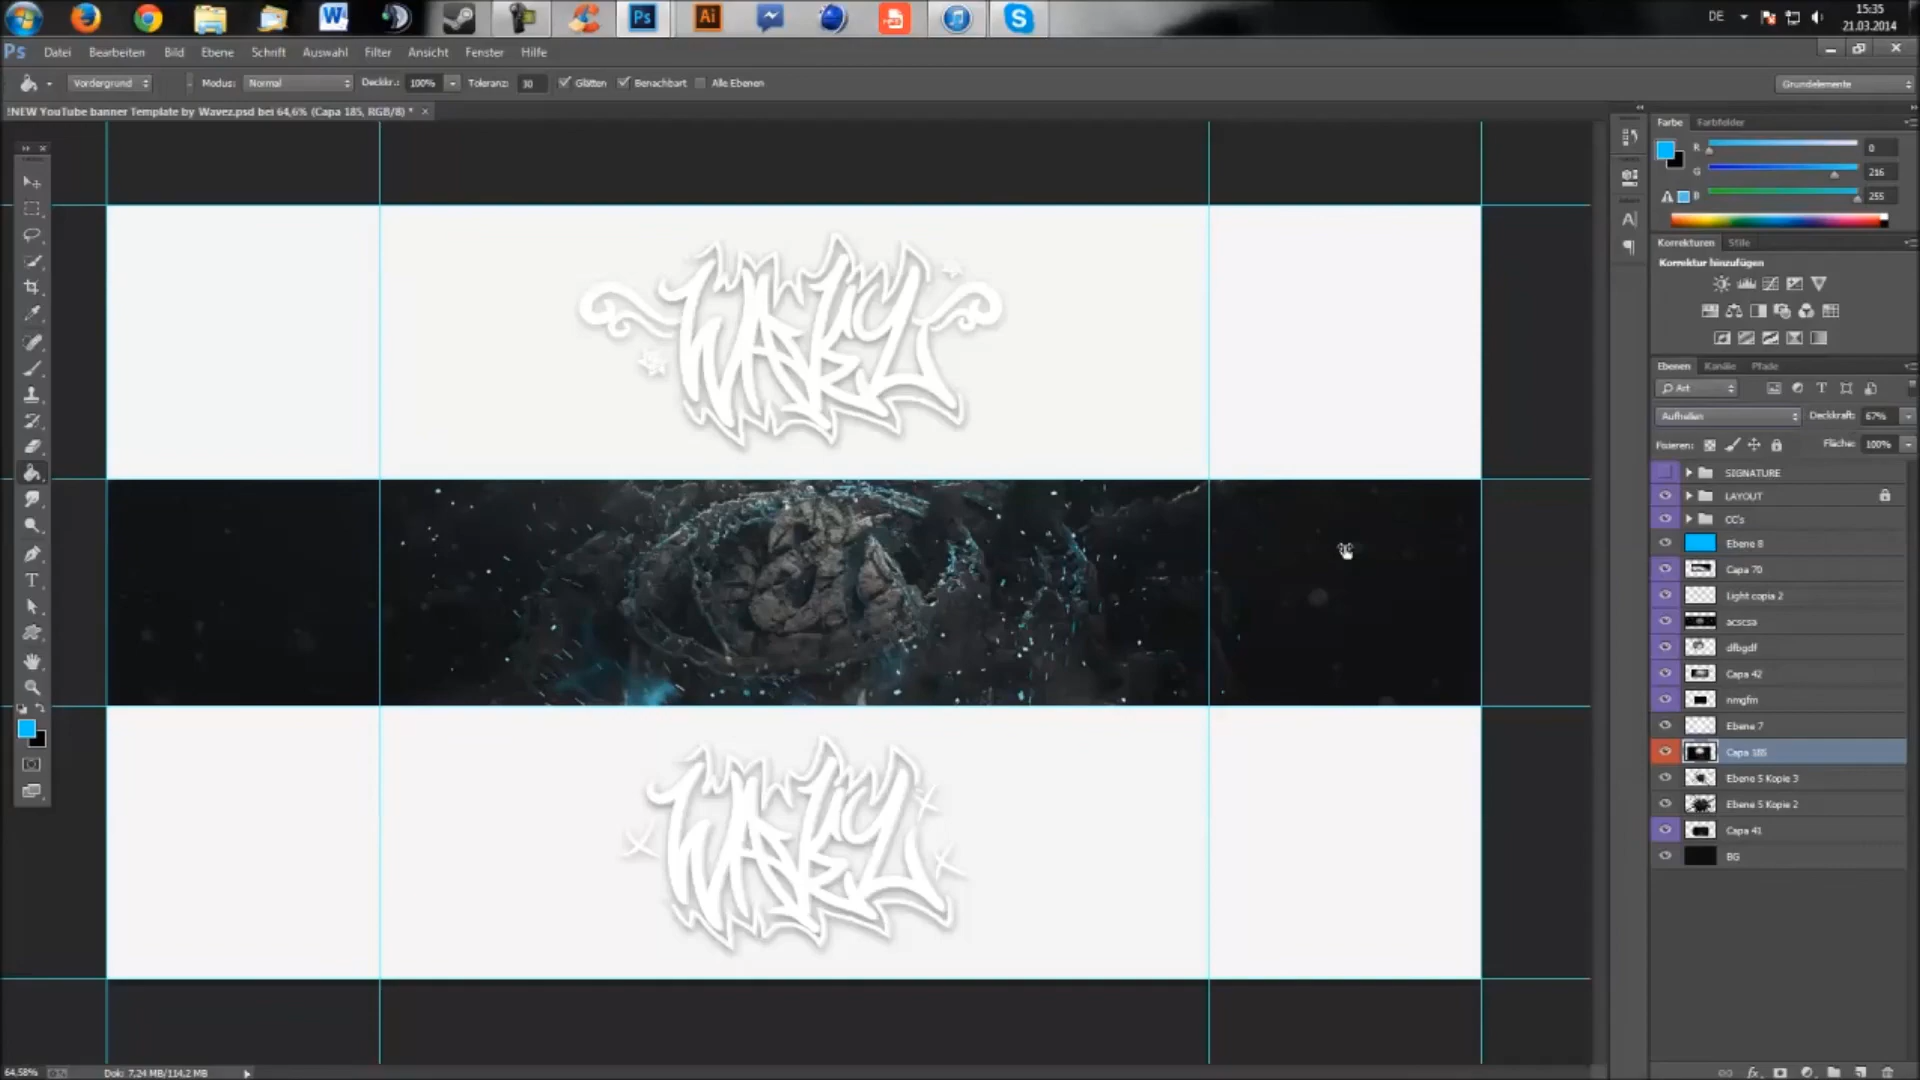 DE
15:35
21.03.2014
W
Ps
Ai
S
Ps Datei Bearbeiten Bild Ebene Schrift Auswahl Filter Ansicht Fenster Hilfe
Vordergrund Modus: Normal Deckkr.: 100% Toleranz: 30 Glätten Benachbart Alle Ebenen Grundelemente
!NEW YouTube banner Template by Wavez.psd bei 64,6% (Capa 185, RGB/8) * ×
Farbe Farbfelder
R 0
G 216
B 255
Korrekturen Stile
Korrektur hinzufügen
Ebenen Kanäle Pfade
Art
Aufhellen Deckkraft: 67%
Fixieren: Fläche: 100%
SIGNATURE
LAYOUT
CC's
Ebene 8
Capa 70
Light copia 2
acscsa
dfbgdf
Capa 42
nmgfm
Ebene 7
Capa 185
Ebene 5 Kopie 3
Ebene 5 Kopie 2
Capa 41
BG
WAVEZ
WAVEZ
64,58% Dok: 7,24 MB/114,2 MB